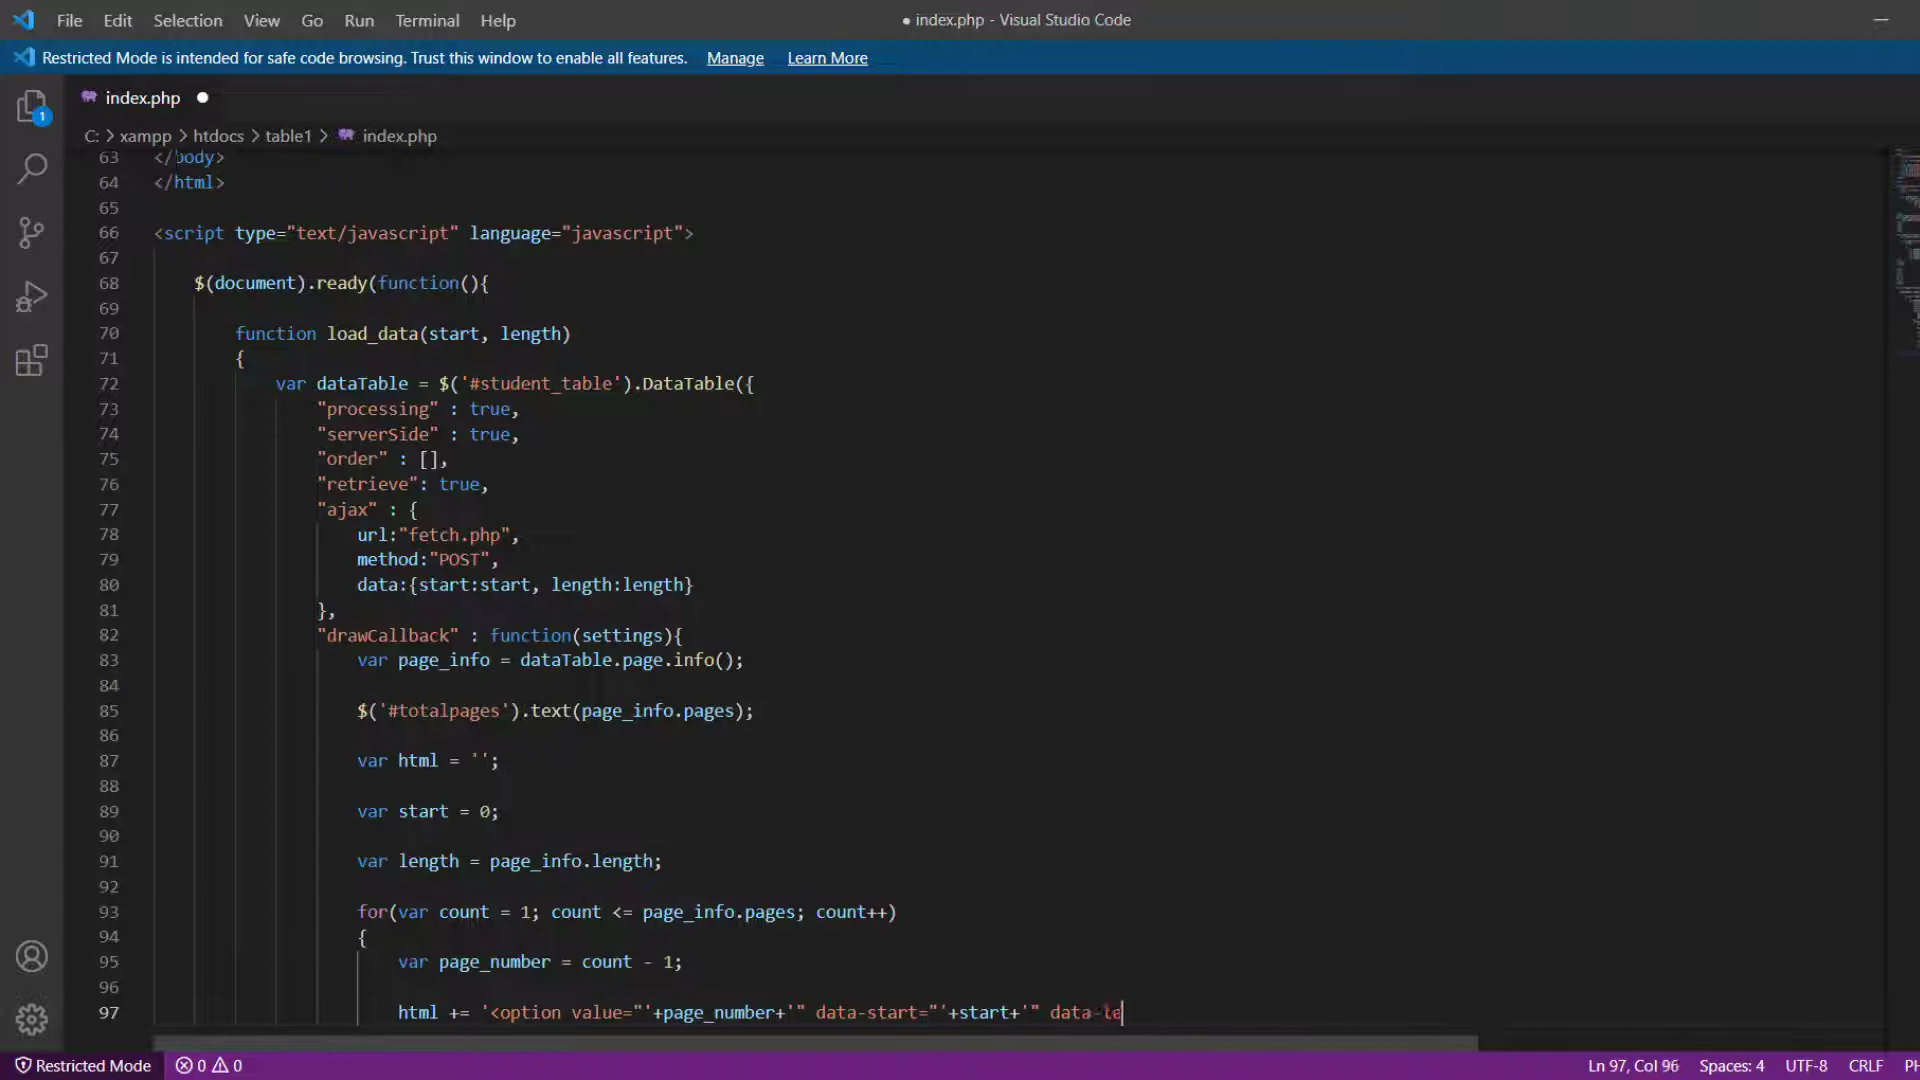 File Edit Selection View Go Run Terminal Help
● index.php - Visual Studio Code
Restricted Mode is intended for safe code browsing. Trust this window to enable all features. Manage Learn More
index.php
1
C: > xampp > htdocs > table1 > index.php
63 </body>
64 </html>
65
66 <script type="text/javascript" language="javascript">
67
68 $(document).ready(function(){
69
70 function load_data(start, length)
71 {
72 var dataTable = $('#student_table').DataTable({
73 "processing" : true,
74 "serverSide" : true,
75 "order" : [],
76 "retrieve": true,
77 "ajax" : {
78 url:"fetch.php",
79 method:"POST",
80 data:{start:start, length:length}
81 },
82 "drawCallback" : function(settings){
83 var page_info = dataTable.page.info();
84
85 $('#totalpages').text(page_info.pages);
86
87 var html = '';
88
89 var start = 0;
90
91 var length = page_info.length;
92
93 for(var count = 1; count <= page_info.pages; count++)
94 {
95 var page_number = count - 1;
96
97 html += '<option value="'+page_number+'" data-start="'+start+'" data-le
Restricted Mode 0 0 Ln 97, Col 96 Spaces: 4 UTF-8 CRLF PH